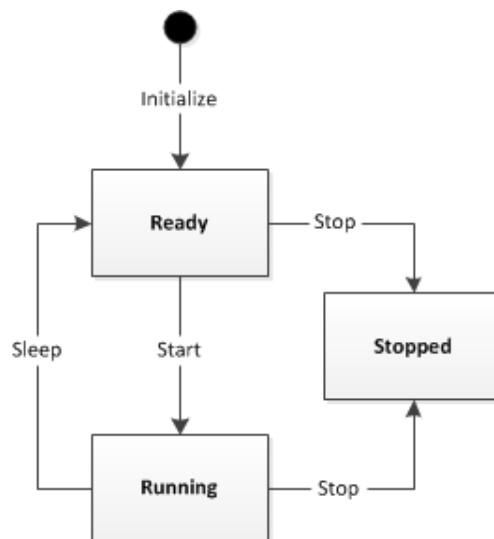 Initialize
Ready
Stop
Sleep
Start
Stopped
Running
Stop